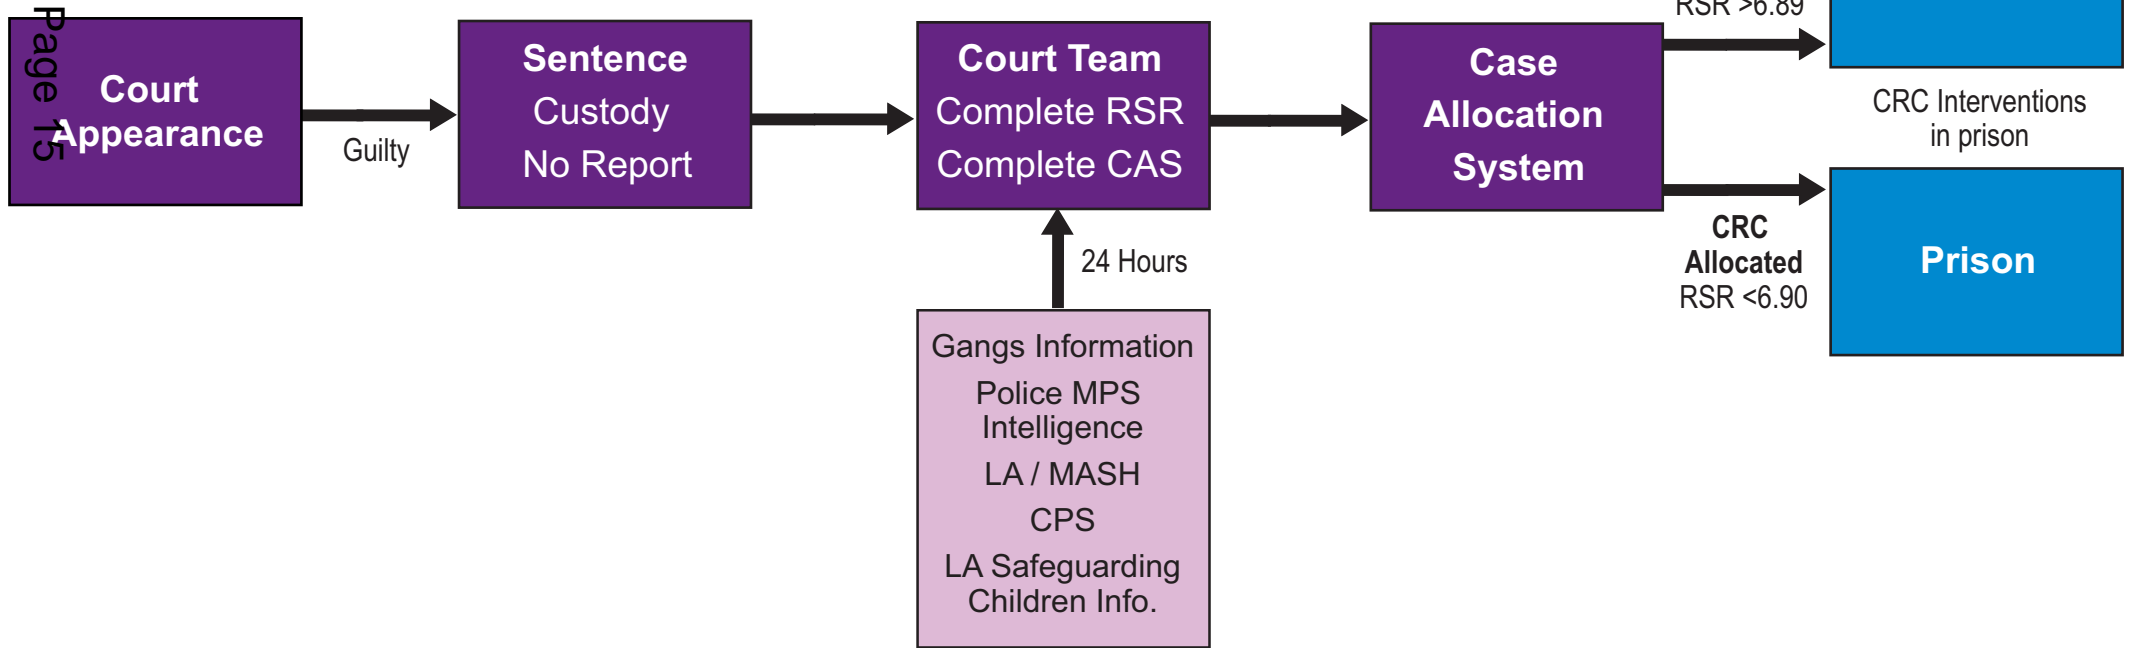 Page 15
Court
Appearance
Guilty
Sentence
Custody
No Report
Court Team
Complete RSR
Complete CAS
24 Hours
Gangs Information
Police MPS
Intelligence
LA / MASH
CPS
LA Safeguarding
Children Info.
Case
Allocation
System
RSR >6.89
CRC Interventions
in prison
CRC
Allocated
RSR <6.90
Prison